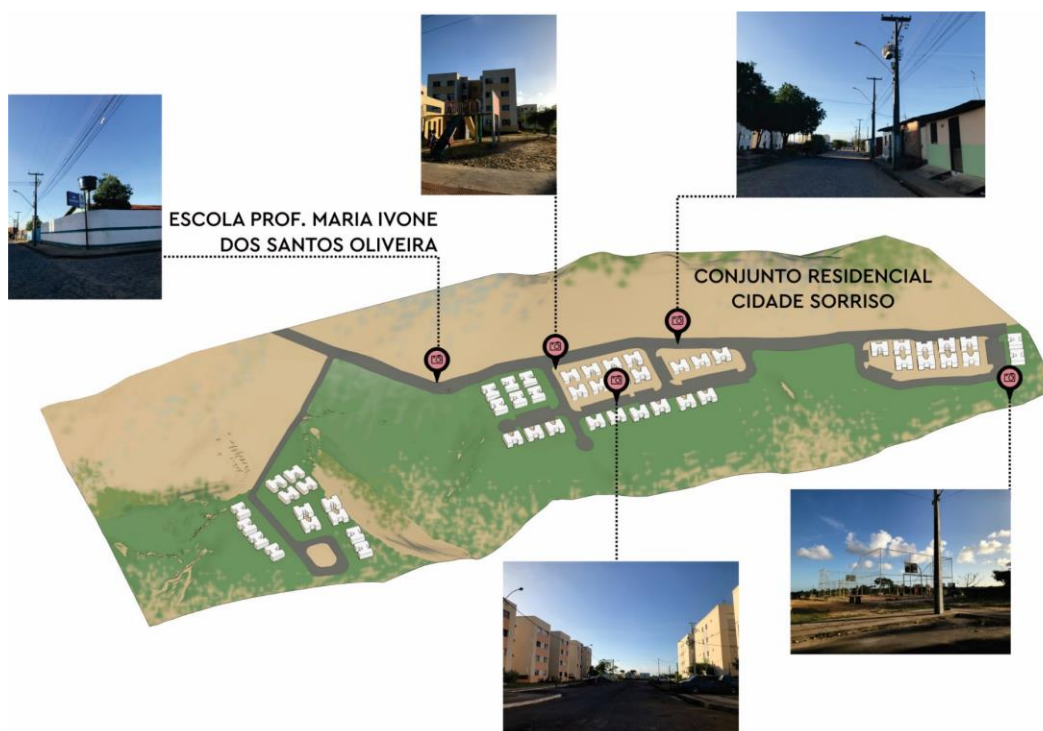 ESCOLA PROF. MARIA IVONE
DOS SANTOS OLIVEIRA
CONJUNTO RESIDENCIAL
CIDADE SORRISO